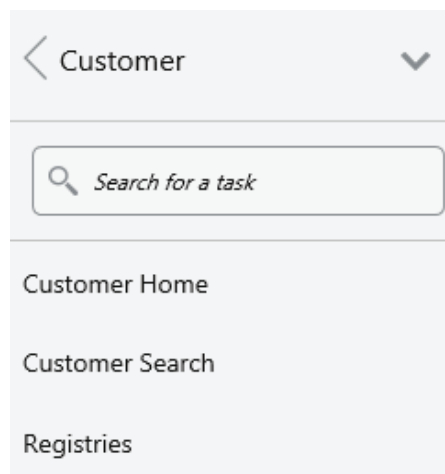 Customer
Search for a task
Customer Home
Customer Search
Registries